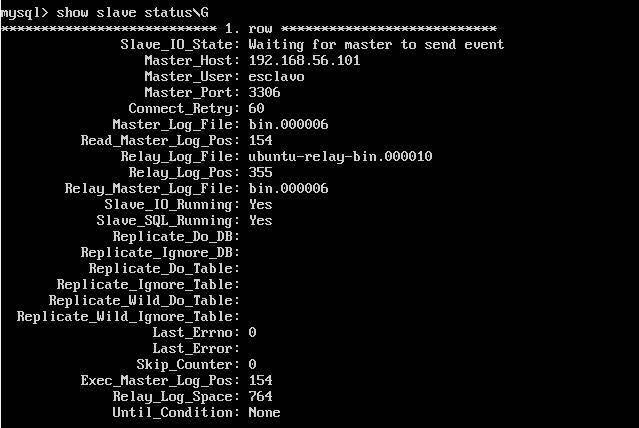 mysql> show slave status\G
*************************** 1. row ***************************
Slave_IO_State: Waiting for master to send event
Master_Host: 192.168.56.101
Master_User: esclavo
Master_Port: 3306
Connect_Retry: 60
Master_Log_File: bin.000006
Read_Master_Log_Pos: 154
Relay_Log_File: ubuntu-relay-bin.000010
Relay_Log_Pos: 355
Relay_Master_Log_File: bin.000006
Slave_IO_Running: Yes
Slave_SQL_Running: Yes
Replicate_Do_DB:
Replicate_Ignore_DB:
Replicate_Do_Table:
Replicate_Ignore_Table:
Replicate_Wild_Do_Table:
Replicate_Wild_Ignore_Table:
Last_Errno: 0
Last_Error:
Skip_Counter: 0
Exec_Master_Log_Pos: 154
Relay_Log_Space: 764
Until_Condition: None